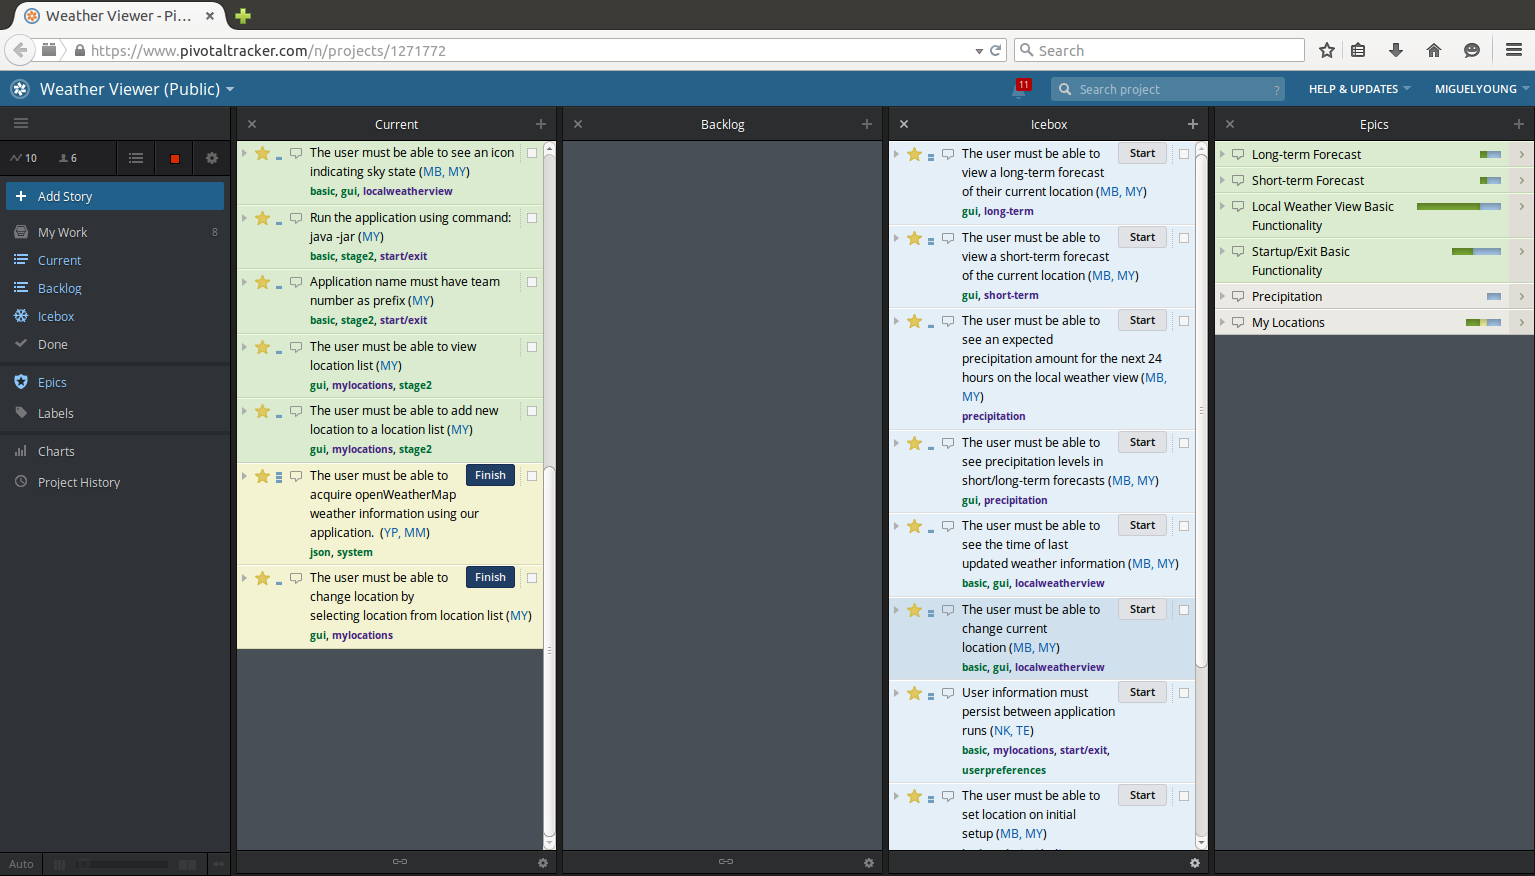 Weather Viewer - Pi...
https://www.pivotaltracker.com/n/projects/1271772
Search
Weather Viewer (Public)
11
Search project
?
HELP & UPDATES
MIGUELYOUNG
10
6
Add Story
My Work
8
Current
Backlog
Icebox
Done
Epics
Labels
Charts
Project History
Auto
Current
The user must be able to see an icon
indicating sky state (MB, MY)
basic, gui, localweatherview
Run the application using command:
java -jar (MY)
basic, stage2, start/exit
Application name must have team
number as prefix (MY)
basic, stage2, start/exit
The user must be able to view
location list (MY)
gui, mylocations, stage2
The user must be able to add new
location to a location list (MY)
gui, mylocations, stage2
The user must be able to
Finish
acquire openWeatherMap
weather information using our
application. (YP, MM)
json, system
The user must be able to
Finish
change location by
selecting location from location list (MY)
gui, mylocations
Backlog
Icebox
The user must be able to
Start
view a long-term forecast
of their current location (MB, MY)
gui, long-term
The user must be able to
Start
view a short-term forecast
of the current location (MB, MY)
gui, short-term
The user must be able to
Start
see an expected
precipitation amount for the next 24
hours on the local weather view (MB,
MY)
precipitation
The user must be able to
Start
see precipitation levels in
short/long-term forecasts (MB, MY)
gui, precipitation
The user must be able to
Start
see the time of last
updated weather information (MB, MY)
basic, gui, localweatherview
The user must be able to
Start
change current
location (MB, MY)
basic, gui, localweatherview
User information must
Start
persist between application
runs (NK, TE)
basic, mylocations, start/exit,
userpreferences
The user must be able to
Start
set location on initial
setup (MB, MY)
Epics
Long-term Forecast
Short-term Forecast
Local Weather View Basic
Functionality
Startup/Exit Basic
Functionality
Precipitation
My Locations